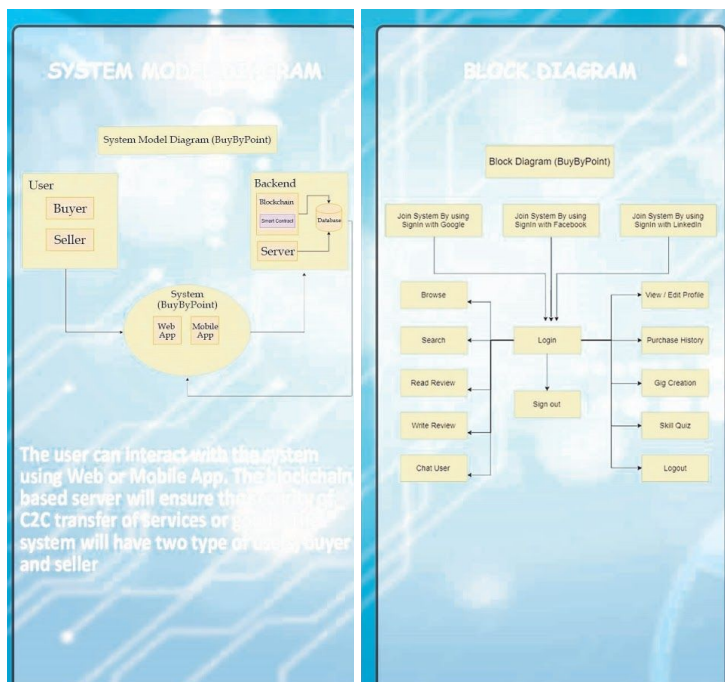 SYSTEM MODEL DIAGRAM
System Model Diagram (BuyByPoint)
User
Buyer
Seller
Backend
Blockchain
Smart Contract
Database
Server
System
(BuyByPoint)
Web
App
Mobile
App
The user can interact with the system
using Web or Mobile App. The blockchain
based server will ensure the
C2C transfer of services or
system will have two type of buyer
and seller
BLOCK DIAGRAM
Block Diagram (BuyByPoint)
Join System By using
SignIn with Google
Join System By using
SignIn with Facebook
Join System By using
SignIn with LinkedIn
Browse
Search
Read Review
Write Review
Chat User
Login
Sign out
View / Edit Profile
Purchase History
Gig Creation
Skill Quiz
Logout